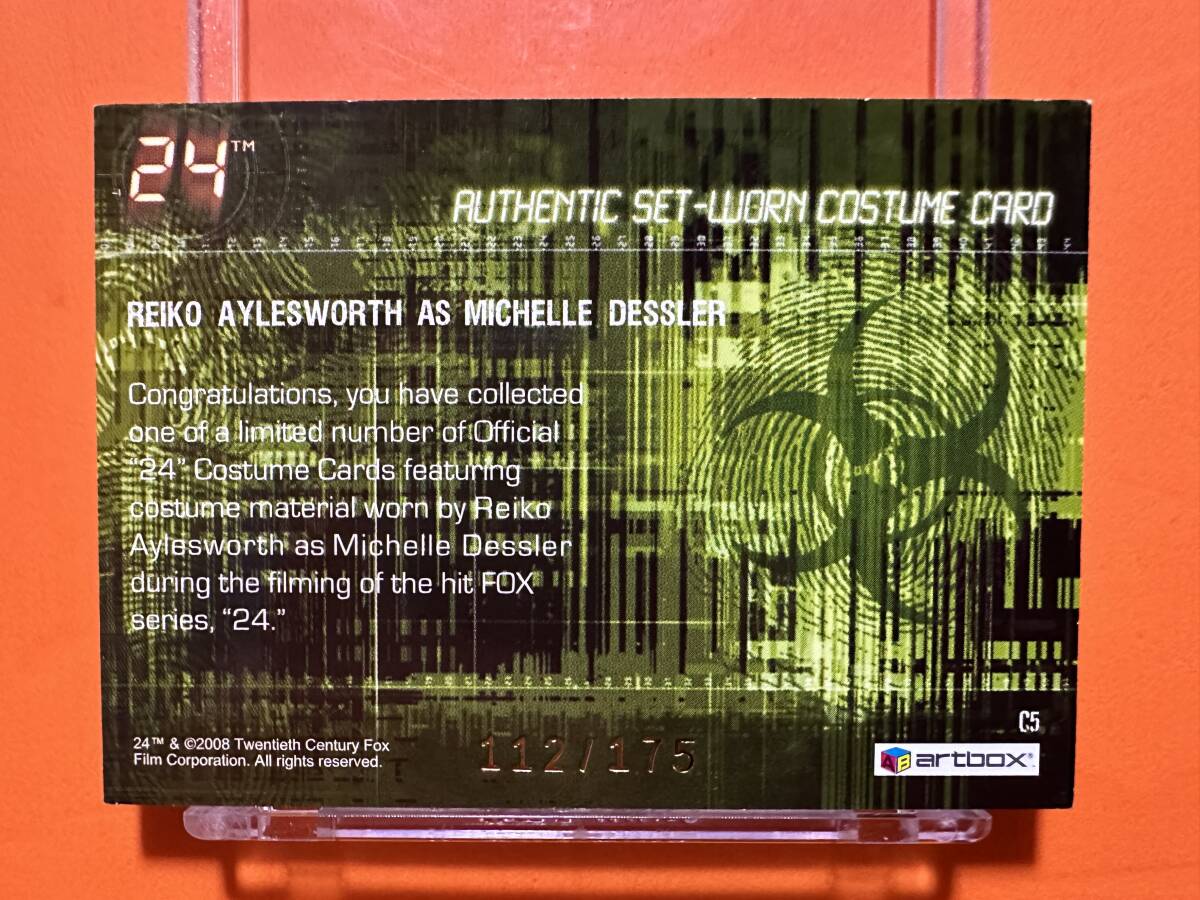 24™
AUTHENTIC SET-WORN COSTUME CARD
REIKO AYLESWORTH AS MICHELLE DESSLER
Congratulations, you have collected
one of a limited number of Official
"24" Costume Cards featuring
costume material worn by Reiko
Aylesworth as Michelle Dessler
during the filming of the hit FOX
series, "24."
C5
24™ & ©2008 Twentieth Century Fox
Film Corporation. All rights reserved.
112/175
AB artbox